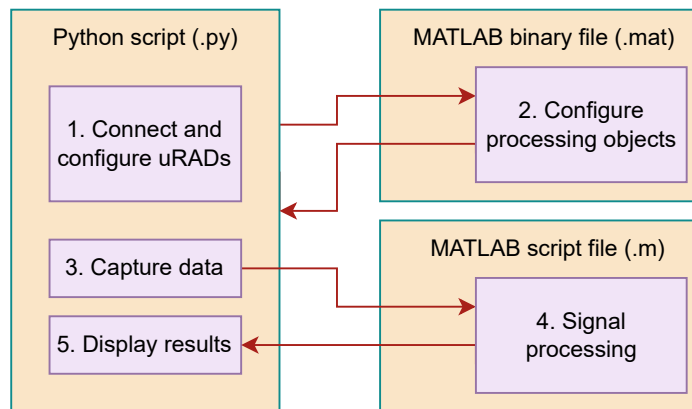 Python script (.py)
1. Connect and
configure uRADs
3. Capture data
5. Display results
MATLAB binary file (.mat)
2. Configure
processing objects
MATLAB script file (.m)
4. Signal
processing